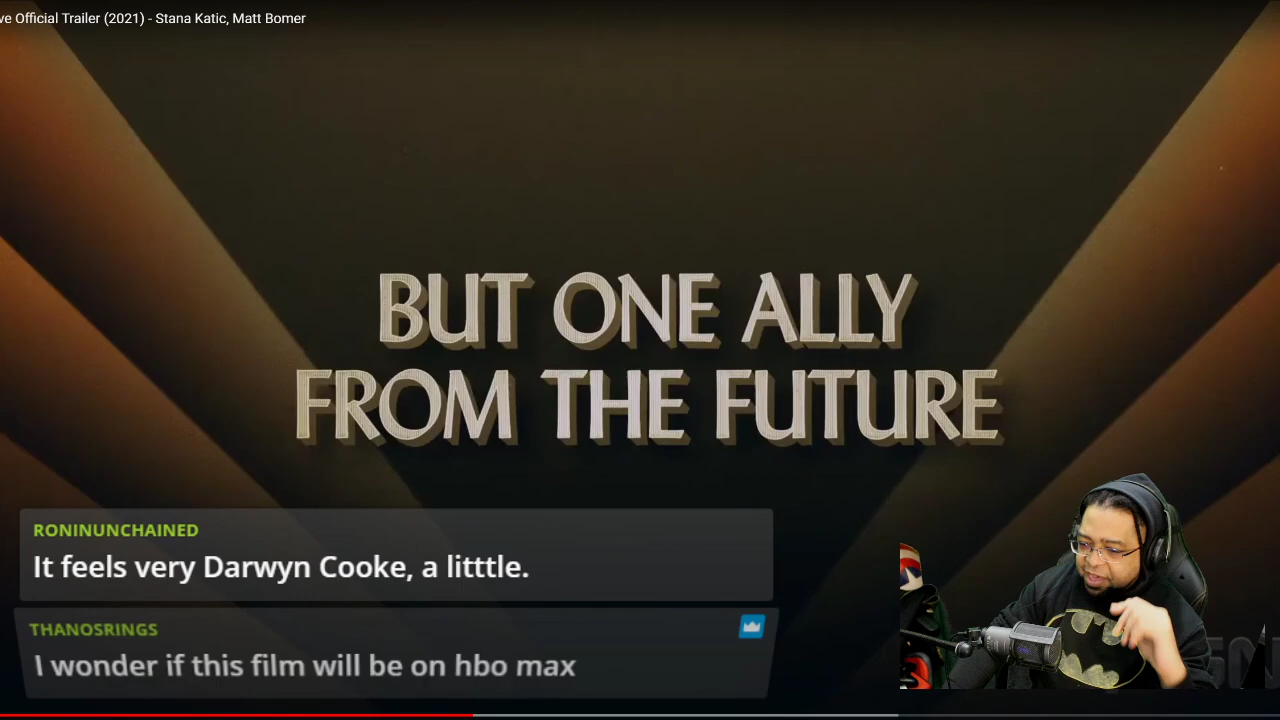 ve Official Trailer (2021) - Stana Katic, Matt Bomer
BUT ONE ALLY
FROM THE FUTURE
RONINUNCHAINED
It feels very Darwyn Cooke, a litttle.
THANOSRINGS
I wonder if this film will be on hbo max